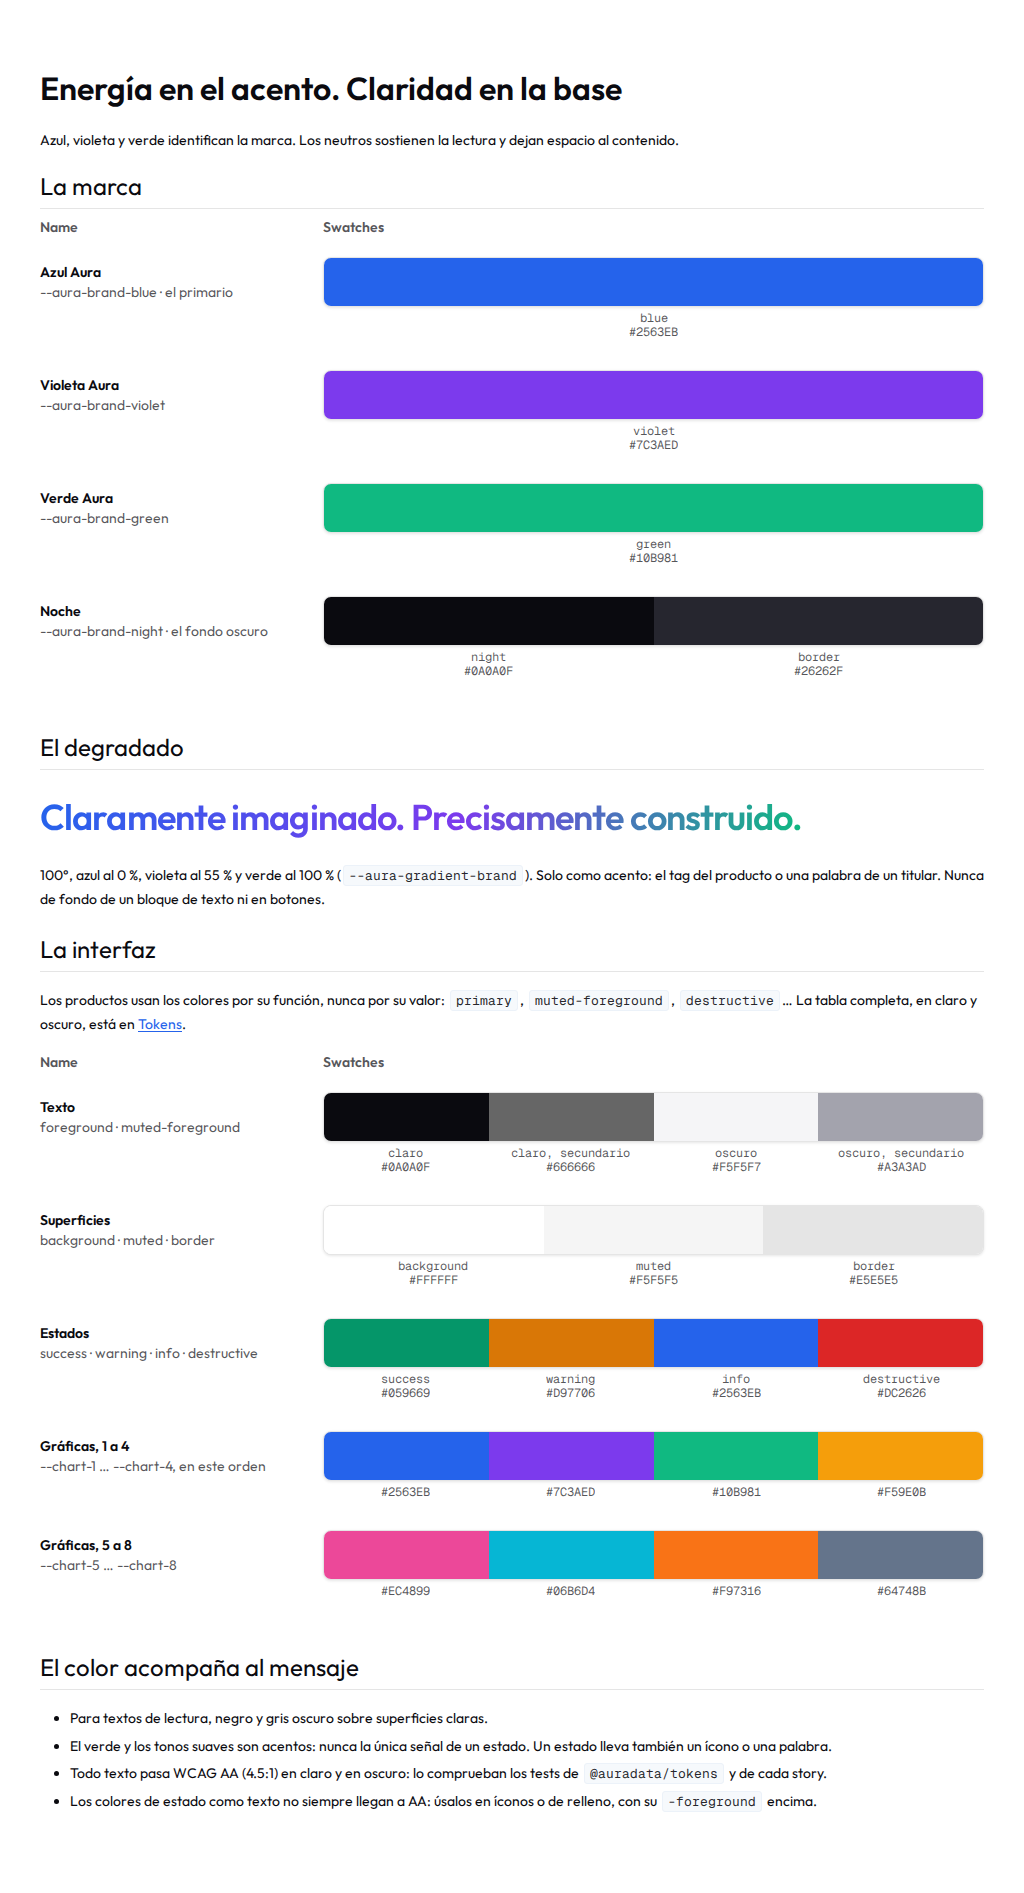 Energía en el acento. Claridad en la base
Azul, violeta y verde identifican la marca. Los neutros sostienen la lectura y dejan espacio al contenido.
La marca
Name Swatches
Azul Aura
--aura-brand-blue · el primario
blue
#2563EB
Violeta Aura
--aura-brand-violet
violet
#7C3AED
Verde Aura
--aura-brand-green
green
#10B981
Noche
--aura-brand-night · el fondo oscuro
night border
#0A0A0F #26262F
El degradado
Claramente imaginado. Precisamente construido.
100°, azul al 0 %, violeta al 55 % y verde al 100 % ( --aura-gradient-brand ). Solo como acento: el tag del producto o una palabra de un titular. Nunca
de fondo de un bloque de texto ni en botones.
La interfaz
Los productos usan los colores por su función, nunca por su valor: primary , muted-foreground , destructive … La tabla completa, en claro y
oscuro, está en Tokens.
Name Swatches
Texto
foreground · muted-foreground
claro claro, secundario oscuro oscuro, secundario
#0A0A0F #666666 #F5F5F7 #A3A3AD
Superficies
background · muted · border
background muted border
#FFFFFF #F5F5F5 #E5E5E5
Estados
success · warning · info · destructive
success warning info destructive
#059669 #D97706 #2563EB #DC2626
Gráficas, 1 a 4
--chart-1 … --chart-4, en este orden
#2563EB #7C3AED #10B981 #F59E0B
Gráficas, 5 a 8
--chart-5 … --chart-8
#EC4899 #06B6D4 #F97316 #64748B
El color acompaña al mensaje
• Para textos de lectura, negro y gris oscuro sobre superficies claras.
• El verde y los tonos suaves son acentos: nunca la única señal de un estado. Un estado lleva también un ícono o una palabra.
• Todo texto pasa WCAG AA (4.5:1) en claro y en oscuro: lo comprueban los tests de @auradata/tokens y de cada story.
• Los colores de estado como texto no siempre llegan a AA: úsalos en íconos o de relleno, con su -foreground encima.